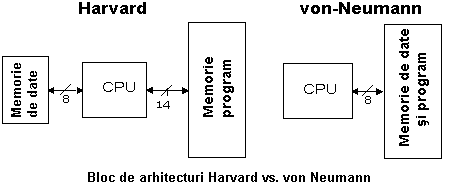 Harvard
von-Neumann
Memorie
de date
8
CPU
14
Memorie
program
CPU
8
Memorie de date
și program
Bloc de arhitecturi Harvard vs. von Neumann